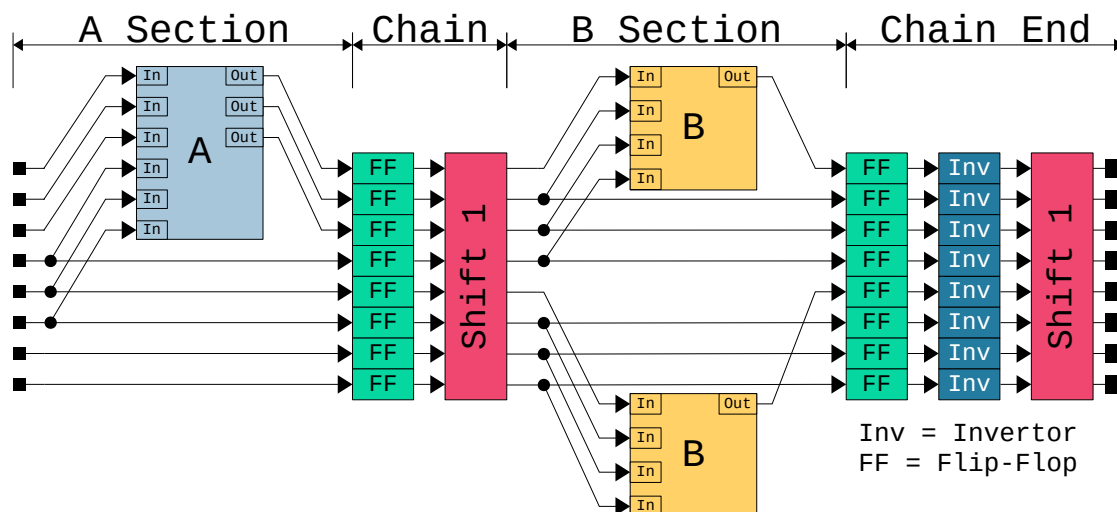 A Section Chain B Section Chain End
In Out In Out
In Out In
In Out A In B
In In
In
In
FF Shift 1 FF Inv Shift 1
FF FF Inv
FF FF Inv
FF FF Inv
FF FF Inv
FF FF Inv
FF FF Inv
FF FF Inv
In Out
In B
In
In
Inv = Invertor
FF = Flip-Flop